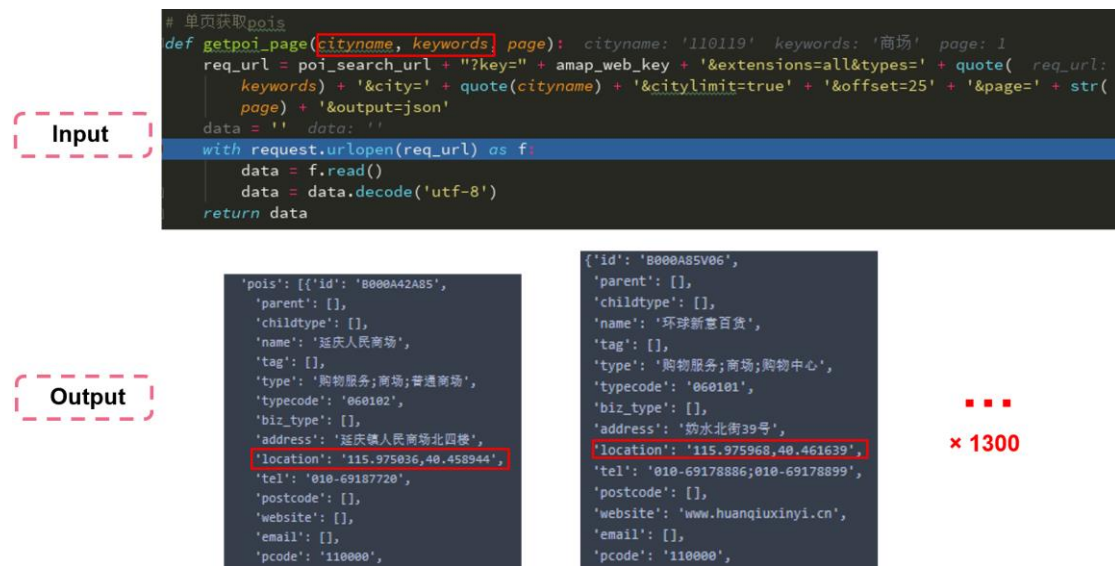 # 单页获取pois
def getpoi_page(cityname, keywords, page): cityname: '110119' keywords: '商场' page: 1
req_url = poi_search_url + "?key=" + amap_web_key + '&extensions=all&types=' + quote( req_url:
keywords) + '&city=' + quote(cityname) + '&citylimit=true' + '&offset=25' + '&page=' + str(
page) + '&output=json'
data = '' data: ''
with request.urlopen(req_url) as f:
data = f.read()
data = data.decode('utf-8')
return data
Input
'pois': [{'id': 'B000A42A85',
'parent': [],
'childtype': [],
'name': '延庆人民商场',
'tag': [],
'type': '购物服务;商场;普通商场',
'typecode': '060102',
'biz_type': [],
'address': '延庆镇人民商场北四楼',
'location': '115.975036,40.458944',
'tel': '010-69187720',
'postcode': [],
'website': [],
'email': [],
'pcode': '110000',
{'id': 'B000A85V06',
'parent': [],
'childtype': [],
'name': '环球新意百货',
'tag': [],
'type': '购物服务;商场;购物中心',
'typecode': '060101',
'biz_type': [],
'address': '妫水北街39号',
'location': '115.975968,40.461639',
'tel': '010-69178886;010-69178899',
'postcode': [],
'website': 'www.huanqiuxinyi.cn',
'email': [],
'pcode': '110000',
Output
...
× 1300